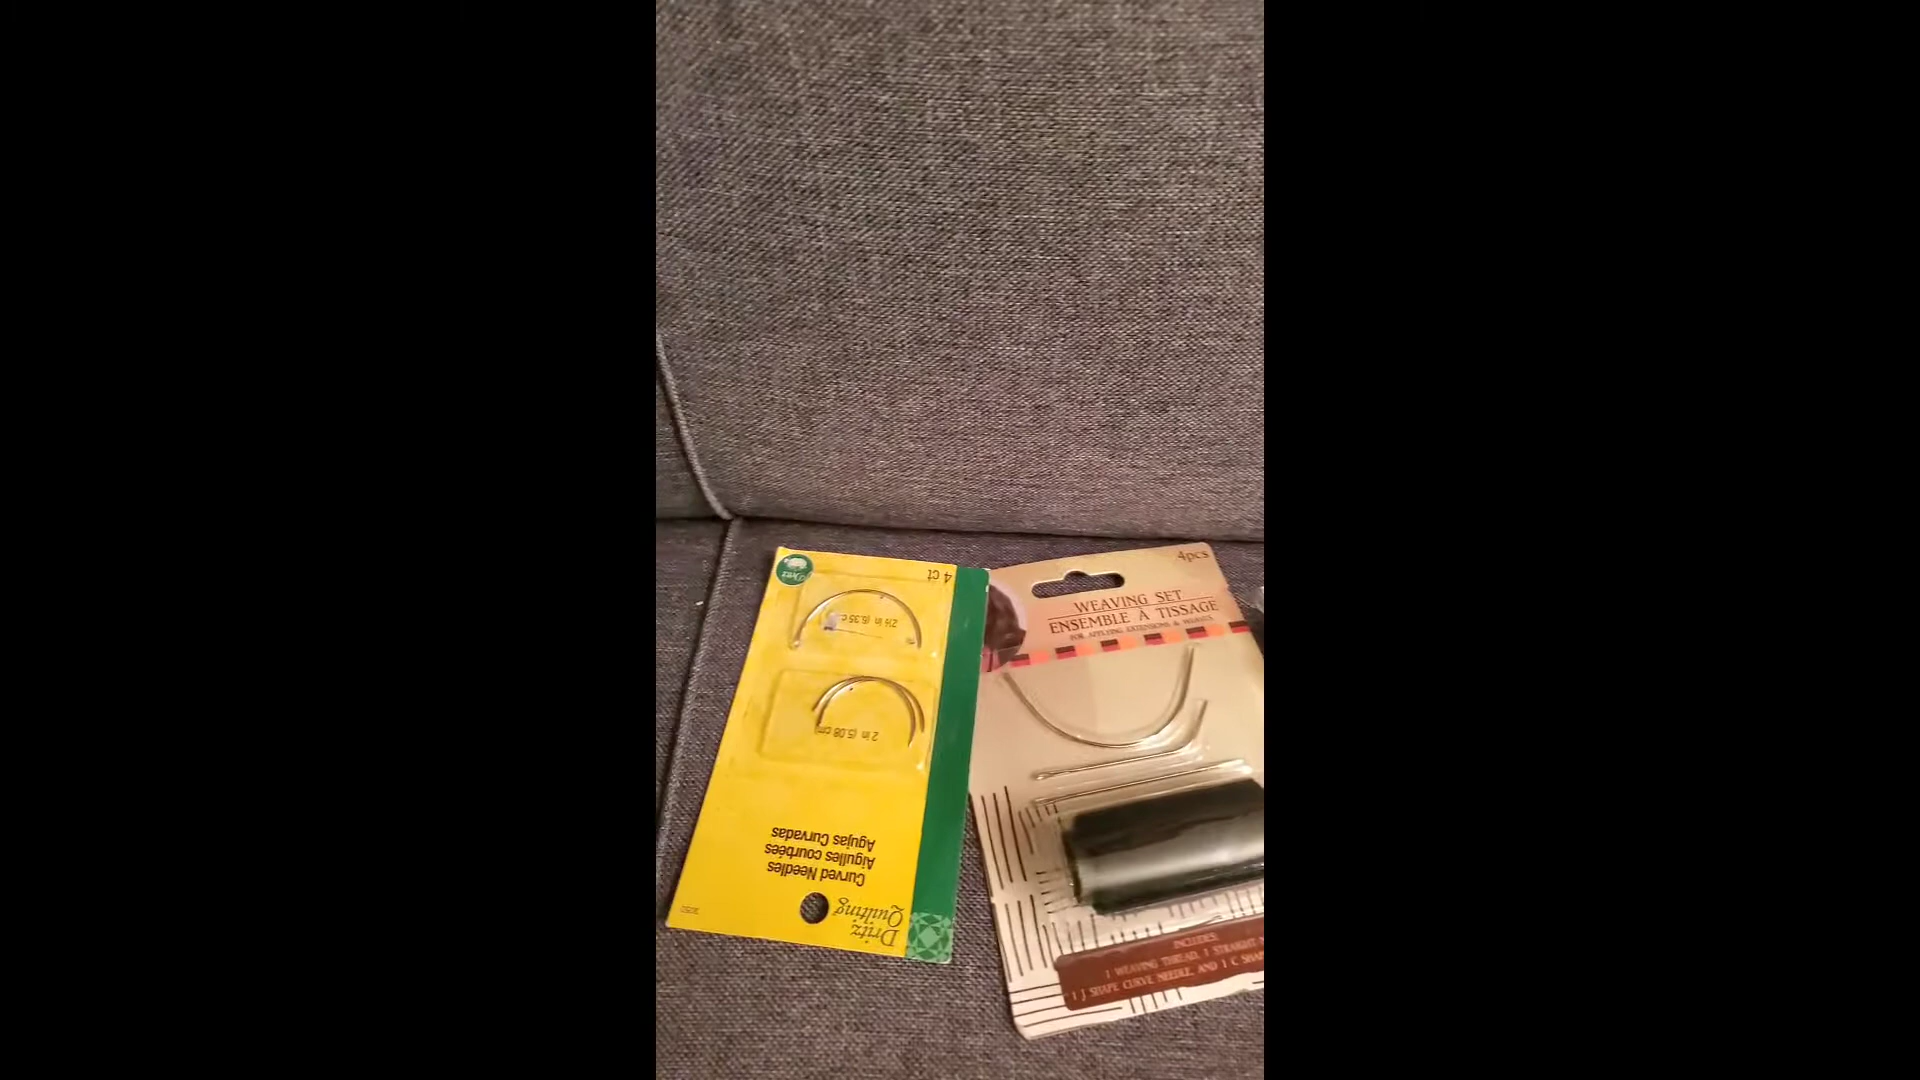 Dritz
Quilting
Curved Needles
Aiguilles courbées
Agujas Curvadas
2 in (5.08 cm)
2½ in (6.35 c
4 ct
Dritz
4pcs
WEAVING SET
ENSEMBLE À TISSAGE
FOR APPLYING EXTENSIONS & WEAVES
INCLUDES:
1 WEAVING THREAD, 1 STRAIGHT
1 J SHAPE CURVE NEEDLE, AND 1 C SHAP